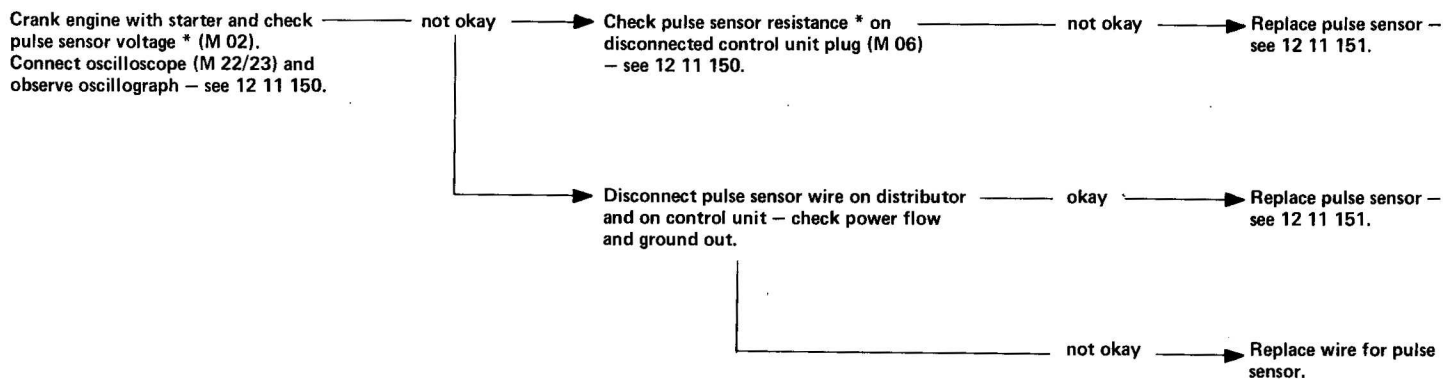 Crank engine with starter and check
pulse sensor voltage * (M 02).
Connect oscilloscope (M 22/23) and
observe oscillograph — see 12 11 150.
not okay
Check pulse sensor resistance * on
disconnected control unit plug (M 06)
— see 12 11 150.
not okay
Replace pulse sensor —
see 12 11 151.
Disconnect pulse sensor wire on distributor
and on control unit — check power flow
and ground out.
okay
Replace pulse sensor —
see 12 11 151.
not okay
Replace wire for pulse
sensor.